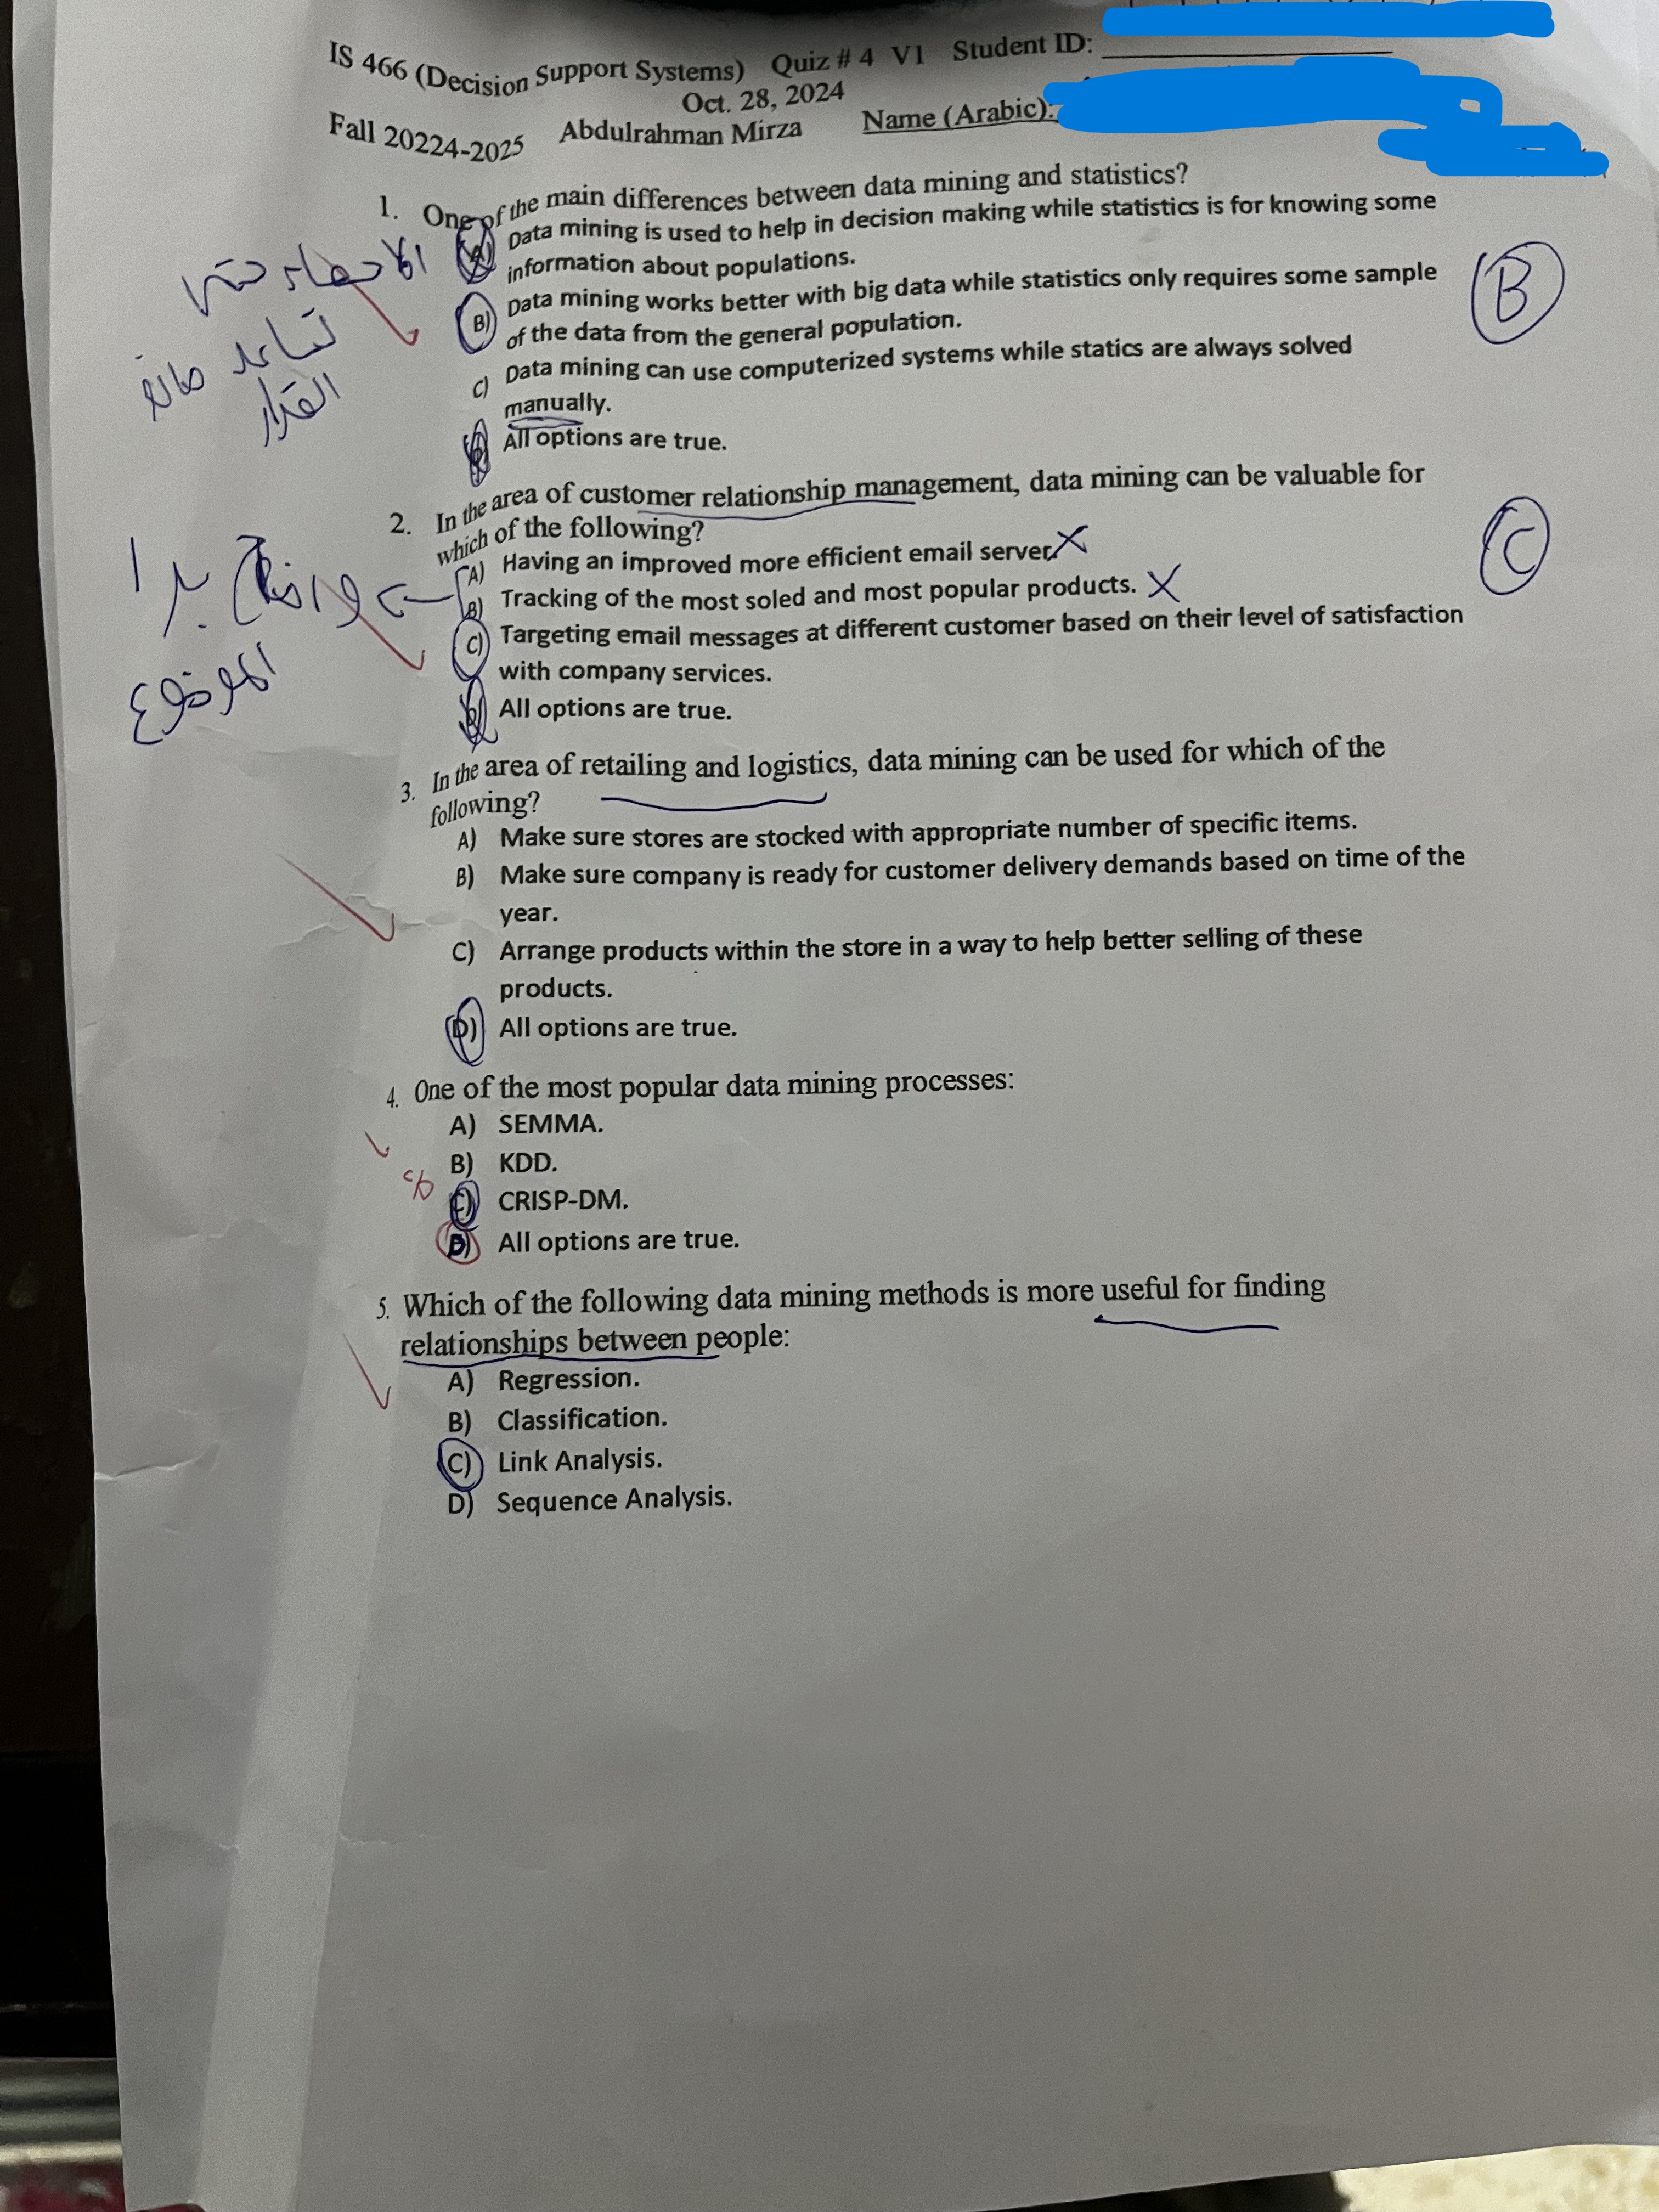 IS 466 (Decision Support Systems) Quiz # 4 V1 Student ID:
Oct. 28, 2024
Fall 20224-2025 Abdulrahman Mirza Name (Arabic):
1. One of the main differences between data mining and statistics?
A) Data mining is used to help in decision making while statistics is for knowing some
information about populations.
B) Data mining works better with big data while statistics only requires some sample
of the data from the general population.
C) Data mining can use computerized systems while statics are always solved
manually.
D) All options are true.
الاحصاء حتى
تساعد صانع
القرار
B
2. In the area of customer relationship management, data mining can be valuable for
which of the following?
A) Having an improved more efficient email server. X
B) Tracking of the most soled and most popular products. X
C) Targeting email messages at different customer based on their level of satisfaction
with company services.
D) All options are true.
واضح برا
الموضوع
C
3. In the area of retailing and logistics, data mining can be used for which of the
following?
A) Make sure stores are stocked with appropriate number of specific items.
B) Make sure company is ready for customer delivery demands based on time of the
year.
C) Arrange products within the store in a way to help better selling of these
products.
D) All options are true.
4. One of the most popular data mining processes:
A) SEMMA.
B) KDD.
C) CRISP-DM.
D) All options are true.
5. Which of the following data mining methods is more useful for finding
relationships between people:
A) Regression.
B) Classification.
C) Link Analysis.
D) Sequence Analysis.